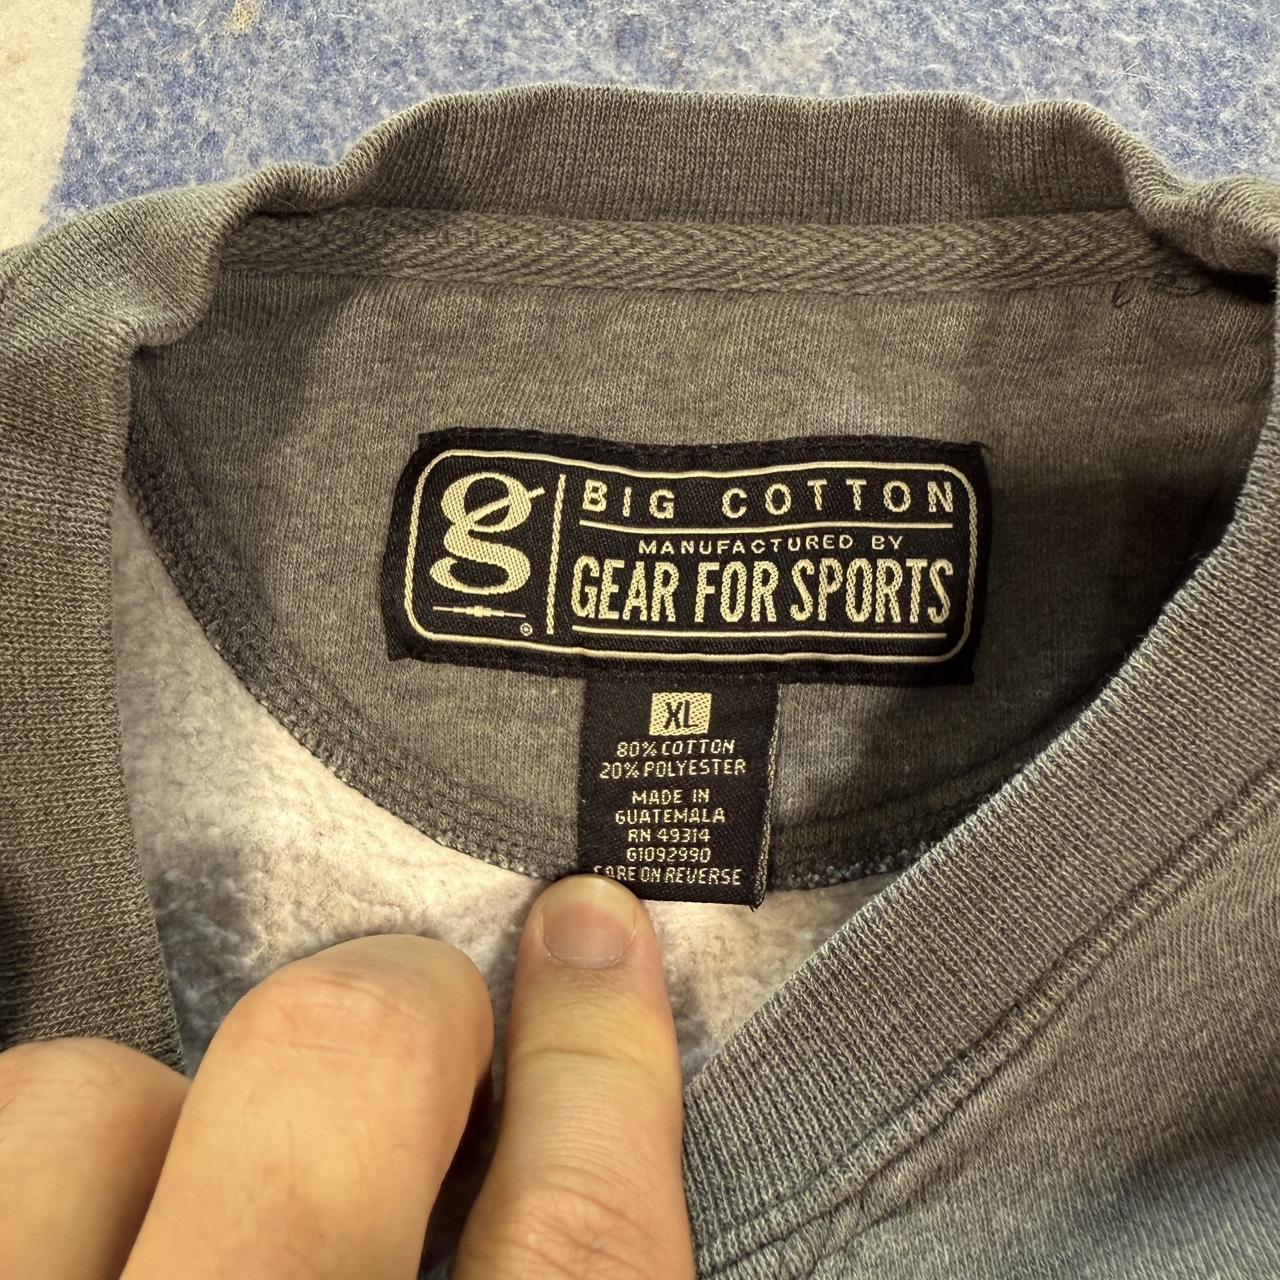 g
®
BIG COTTON
MANUFACTURED BY
GEAR FOR SPORTS
XL
80% COTTON
20% POLYESTER
MADE IN
GUATEMALA
RN 49314
G1092990
CARE ON REVERSE